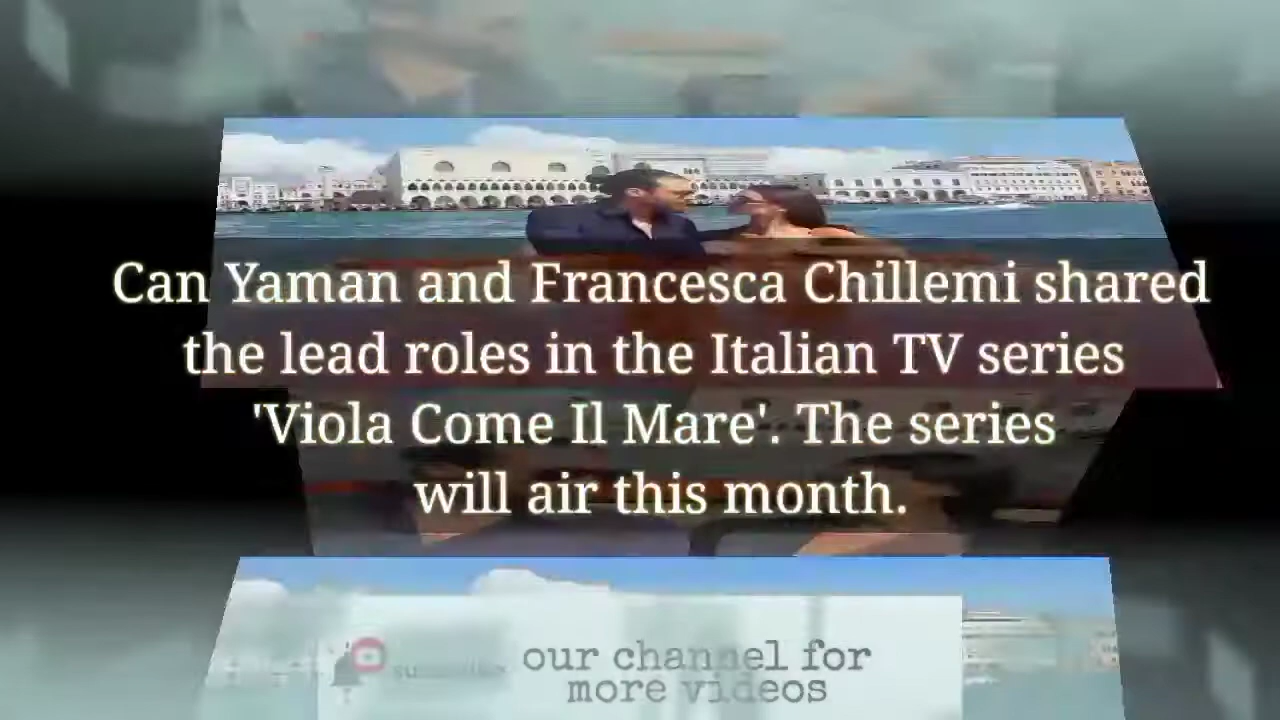 Can Yaman and Francesca Chillemi shared
the lead roles in the Italian TV series
'Viola Come Il Mare'. The series
will air this month.
our channel for
more videos